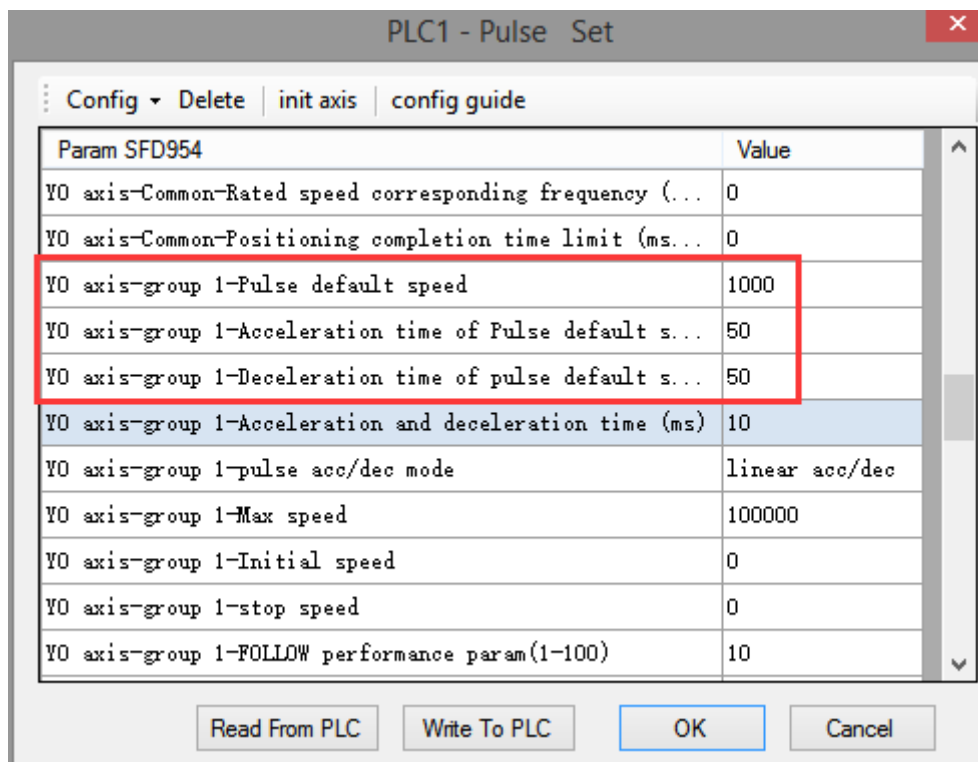 PLC1 - Pulse Set
Config Delete init axis config guide
Param SFD954 Value
Y0 axis-Common-Rated speed corresponding frequency (... 0
Y0 axis-Common-Positioning completion time limit (ms... 0
Y0 axis-group 1-Pulse default speed 1000
Y0 axis-group 1-Acceleration time of Pulse default s... 50
Y0 axis-group 1-Deceleration time of pulse default s... 50
Y0 axis-group 1-Acceleration and deceleration time (ms) 10
Y0 axis-group 1-pulse acc/dec mode linear acc/dec
Y0 axis-group 1-Max speed 100000
Y0 axis-group 1-Initial speed 0
Y0 axis-group 1-stop speed 0
Y0 axis-group 1-FOLLOW performance param(1-100) 10
Read From PLC Write To PLC OK Cancel